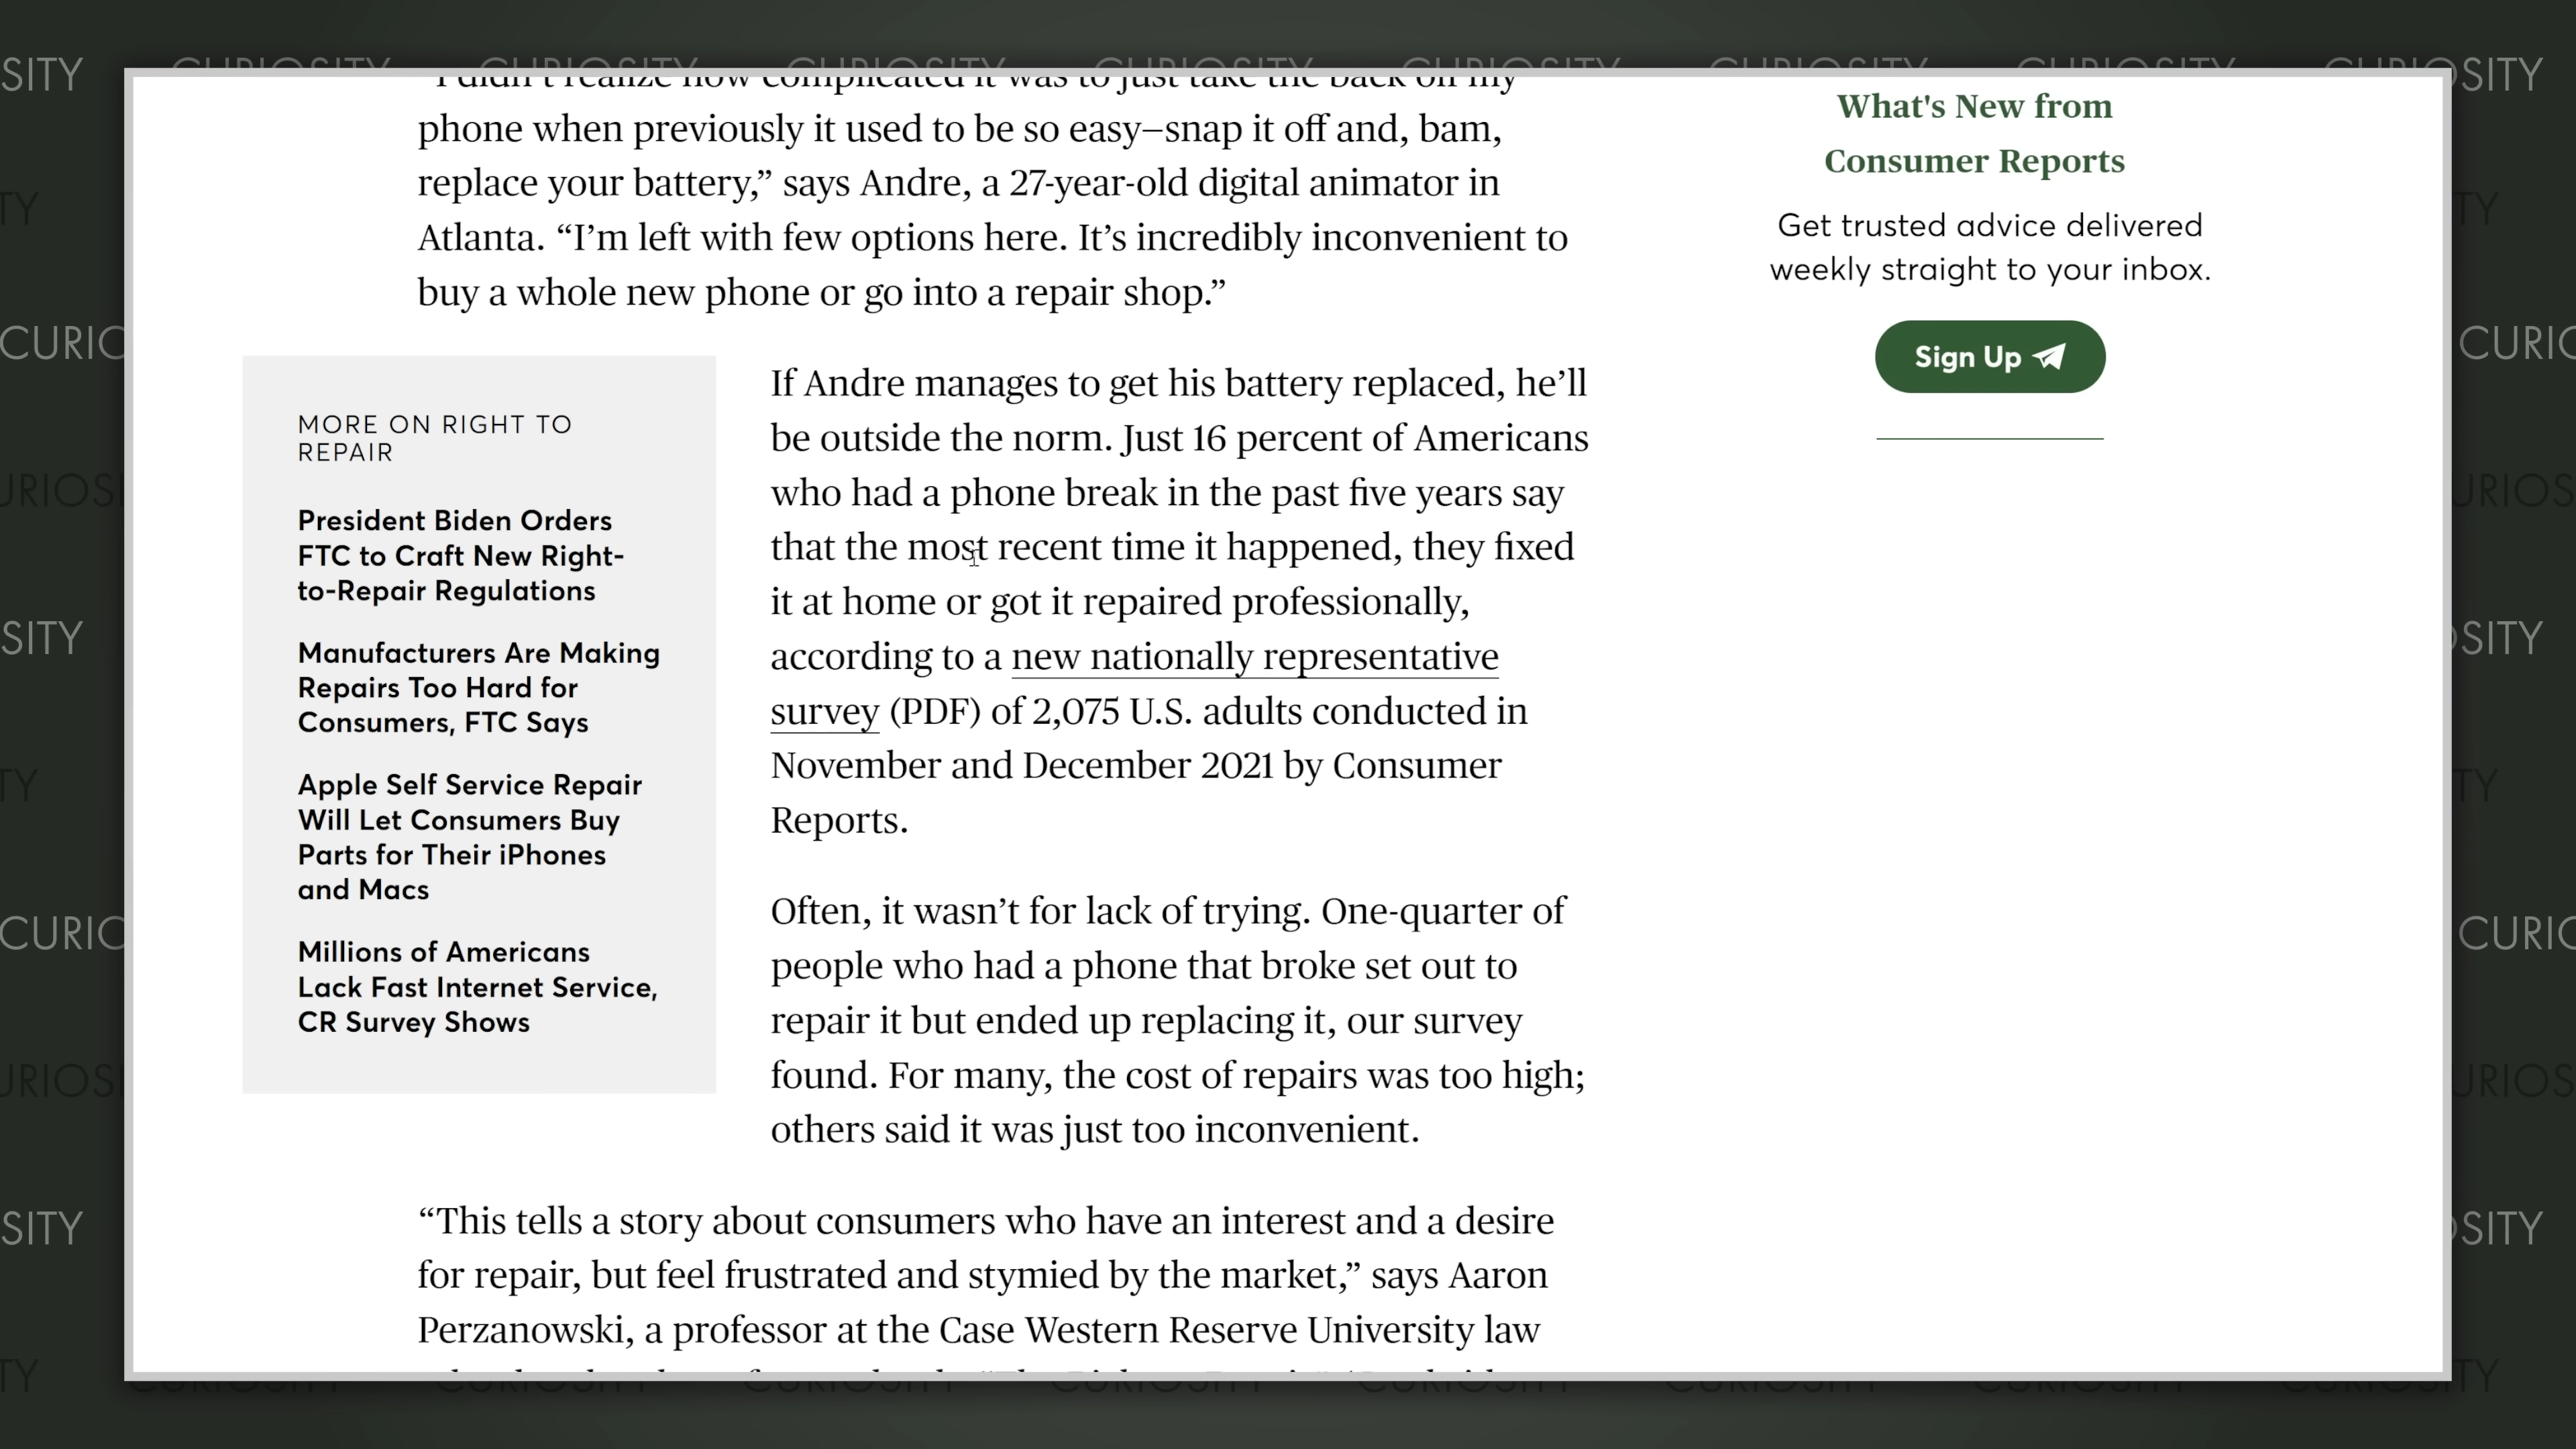 “I didn’t realize how complicated it was to just take the back off my
phone when previously it used to be so easy—snap it off and, bam,
replace your battery,” says Andre, a 27-year-old digital animator in
Atlanta. “I’m left with few options here. It’s incredibly inconvenient to
buy a whole new phone or go into a repair shop.”
MORE ON RIGHT TO
REPAIR
President Biden Orders
FTC to Craft New Right-
to-Repair Regulations
Manufacturers Are Making
Repairs Too Hard for
Consumers, FTC Says
Apple Self Service Repair
Will Let Consumers Buy
Parts for Their iPhones
and Macs
Millions of Americans
Lack Fast Internet Service,
CR Survey Shows
If Andre manages to get his battery replaced, he’ll
be outside the norm. Just 16 percent of Americans
who had a phone break in the past five years say
that the most recent time it happened, they fixed
it at home or got it repaired professionally,
according to a new nationally representative
survey (PDF) of 2,075 U.S. adults conducted in
November and December 2021 by Consumer
Reports.
Often, it wasn’t for lack of trying. One-quarter of
people who had a phone that broke set out to
repair it but ended up replacing it, our survey
found. For many, the cost of repairs was too high;
others said it was just too inconvenient.
“This tells a story about consumers who have an interest and a desire
for repair, but feel frustrated and stymied by the market,” says Aaron
Perzanowski, a professor at the Case Western Reserve University law
What's New from
Consumer Reports
Get trusted advice delivered
weekly straight to your inbox.
Sign Up